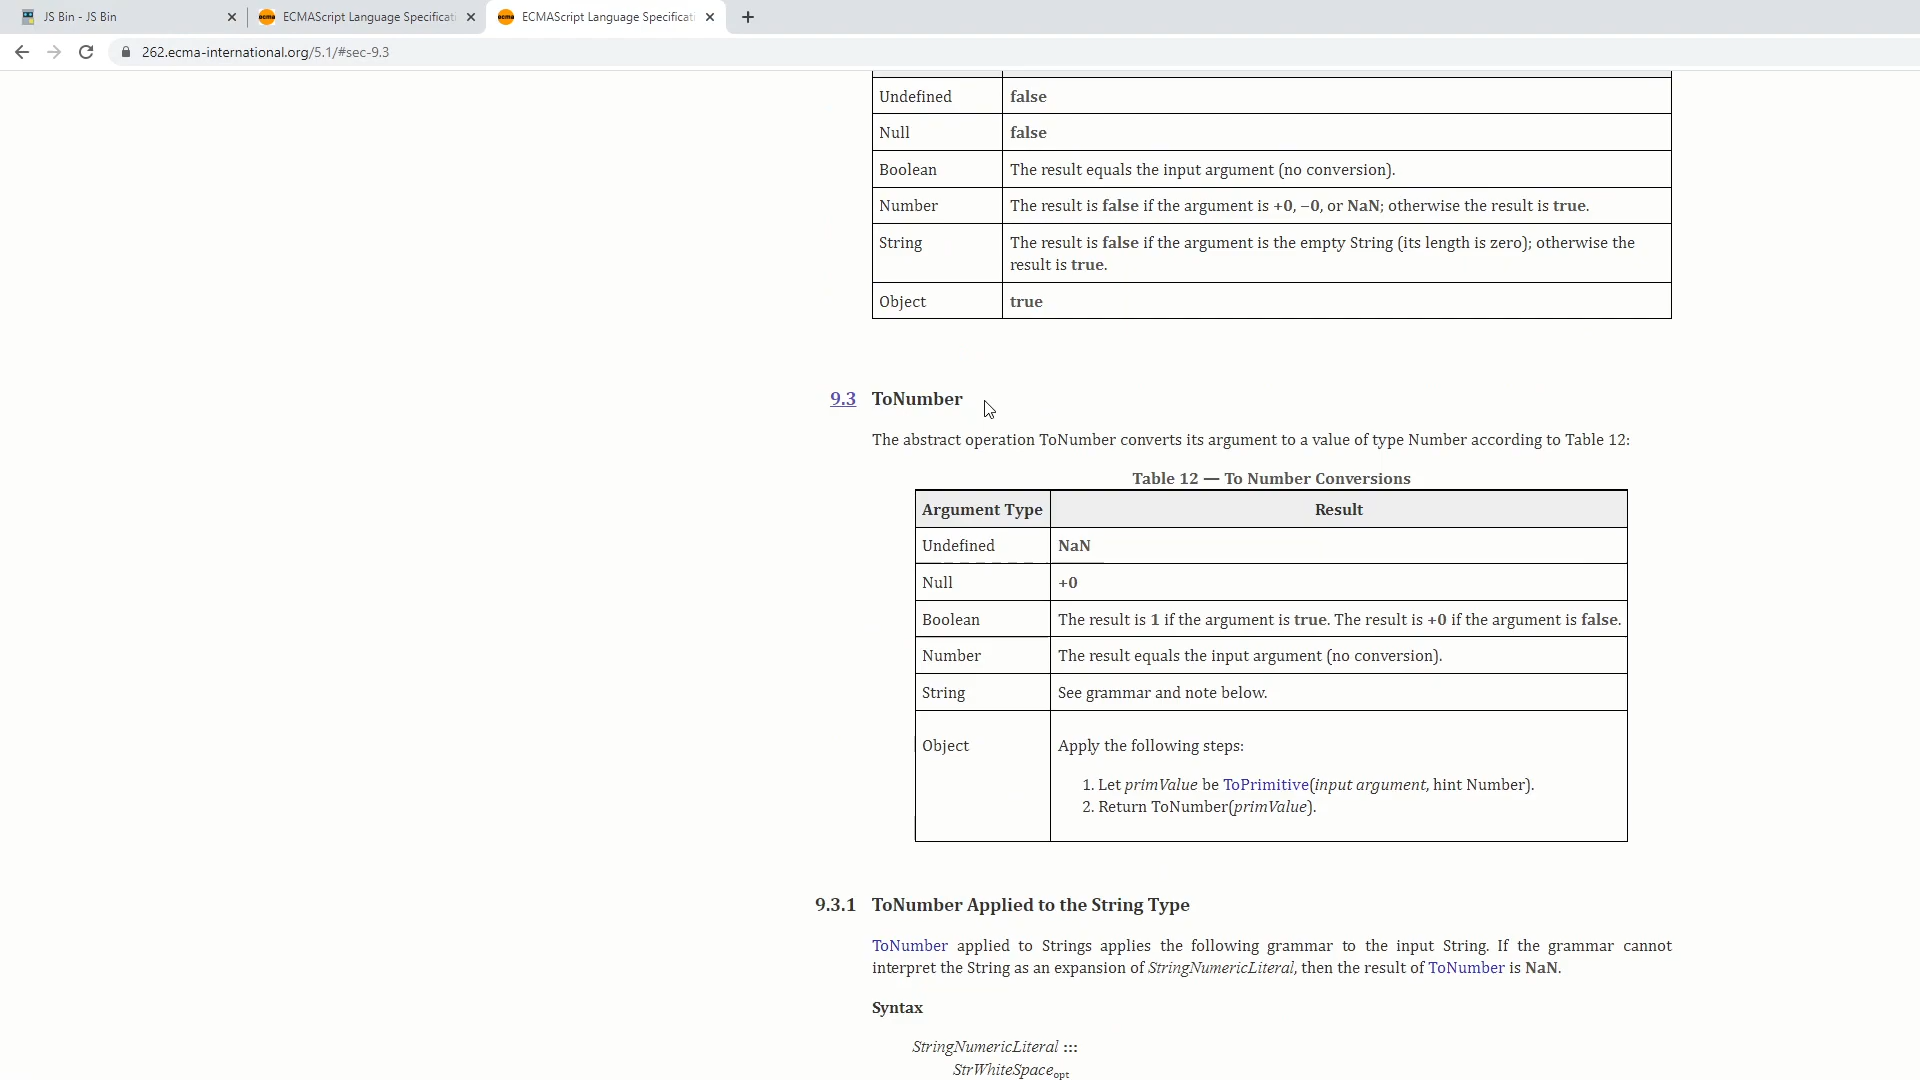 JS Bin - JS Bin
ECMAScript Language Specificati
ECMAScript Language Specificati
262.ecma-international.org/5.1/#sec-9.3
Undefined false
Null false
Boolean The result equals the input argument (no conversion).
Number The result is false if the argument is +0, −0, or NaN; otherwise the result is true.
String The result is false if the argument is the empty String (its length is zero); otherwise the
result is true.
Object true
9.3 ToNumber
The abstract operation ToNumber converts its argument to a value of type Number according to Table 12:
Table 12 — To Number Conversions
Argument Type Result
Undefined NaN
Null +0
Boolean The result is 1 if the argument is true. The result is +0 if the argument is false.
Number The result equals the input argument (no conversion).
String See grammar and note below.
Object Apply the following steps:
1. Let primValue be ToPrimitive(input argument, hint Number).
2. Return ToNumber(primValue).
9.3.1 ToNumber Applied to the String Type
ToNumber applied to Strings applies the following grammar to the input String. If the grammar cannot
interpret the String as an expansion of StringNumericLiteral, then the result of ToNumber is NaN.
Syntax
StringNumericLiteral :::
StrWhiteSpaceopt